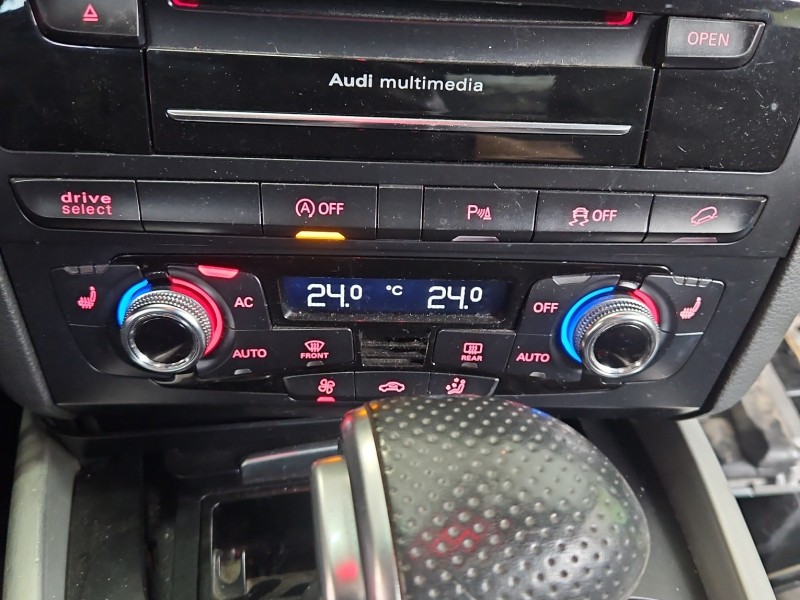 OPEN
Audi multimedia
drive
select
A OFF
P
OFF
AC
24.0 °C 24.0
OFF
AUTO
FRONT
REAR
AUTO